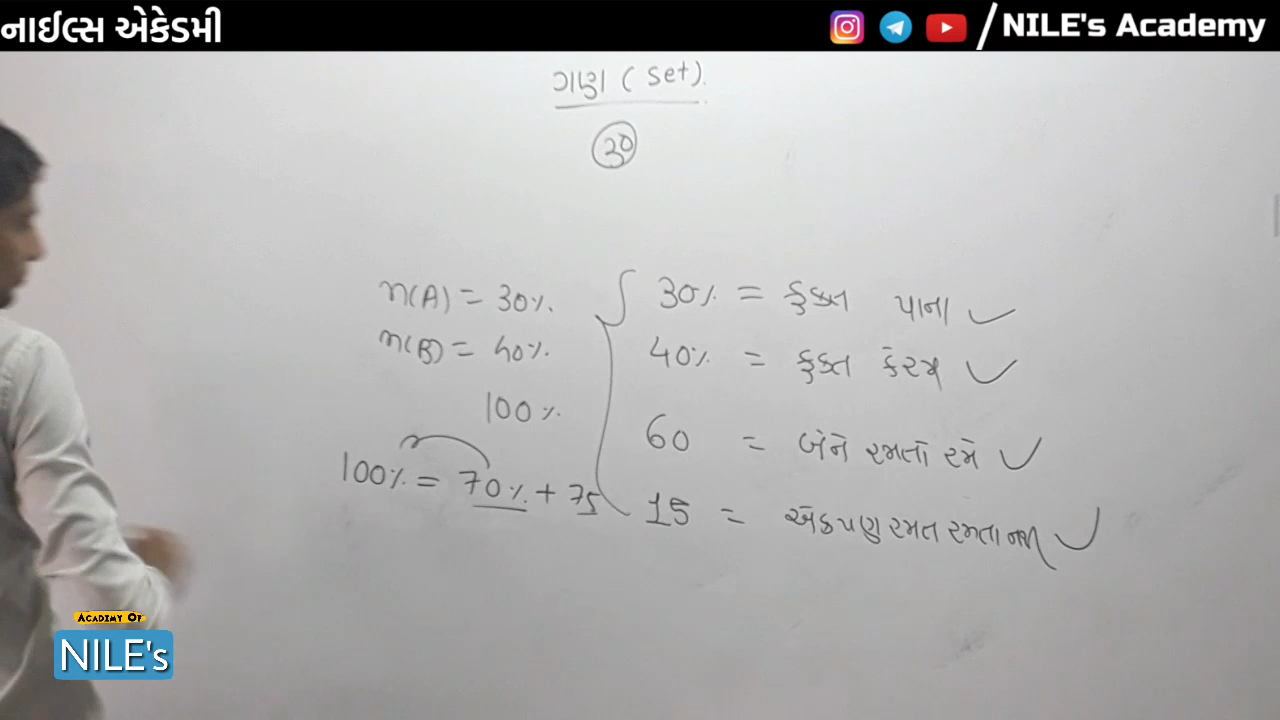 નાઈલ્સ એકેડમી
/NILE's Academy
ગણ (Set).
30
n(A) = 30%.
n(B) = 40%.
100%.
100% = 70% + 75
30% = ફક્ત પાના ✓
40% = ફક્ત કેરમ ✓
60 = બંને રમતો રમે ✓
15 = એકપણ રમત રમતા નથી ✓
ACADEMY OF
NILE's